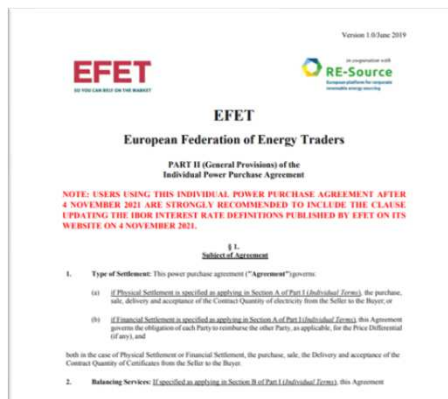 Version 1.0/June 2019
EFET
SO YOU CAN RELY ON THE MARKET
in cooperation with
RE-Source
European platform for corporate
renewable energy sourcing
EFET
European Federation of Energy Traders
PART II (General Provisions) of the
Individual Power Purchase Agreement
NOTE: USERS USING THIS INDIVIDUAL POWER PURCHASE AGREEMENT AFTER
4 NOVEMBER 2021 ARE STRONGLY RECOMMENDED TO INCLUDE THE CLAUSE
UPDATING THE IBOR INTEREST RATE DEFINITIONS PUBLISHED BY EFET ON ITS
WEBSITE ON 4 NOVEMBER 2021.
§ 1.
Subject of Agreement
1. Type of Settlement: This power purchase agreement ("Agreement") governs:
(a) if Physical Settlement is specified as applying in Section A of Part I (Individual Terms), the purchase,
sale, delivery and acceptance of the Contract Quantity of electricity from the Seller to the Buyer; or
(b) if Financial Settlement is specified as applying in Section A of Part I (Individual Terms), this Agreement
governs the obligation of each Party to reimburse the other Party, as applicable, for the Price Differential
(if any), and
both in the case of Physical Settlement or Financial Settlement, the purchase, sale, the Delivery and acceptance of the
Contract Quantity of Certificates from the Seller to the Buyer.
2. Balancing Services: If specified as applying in Section B of Part I (Individual Terms), this Agreement